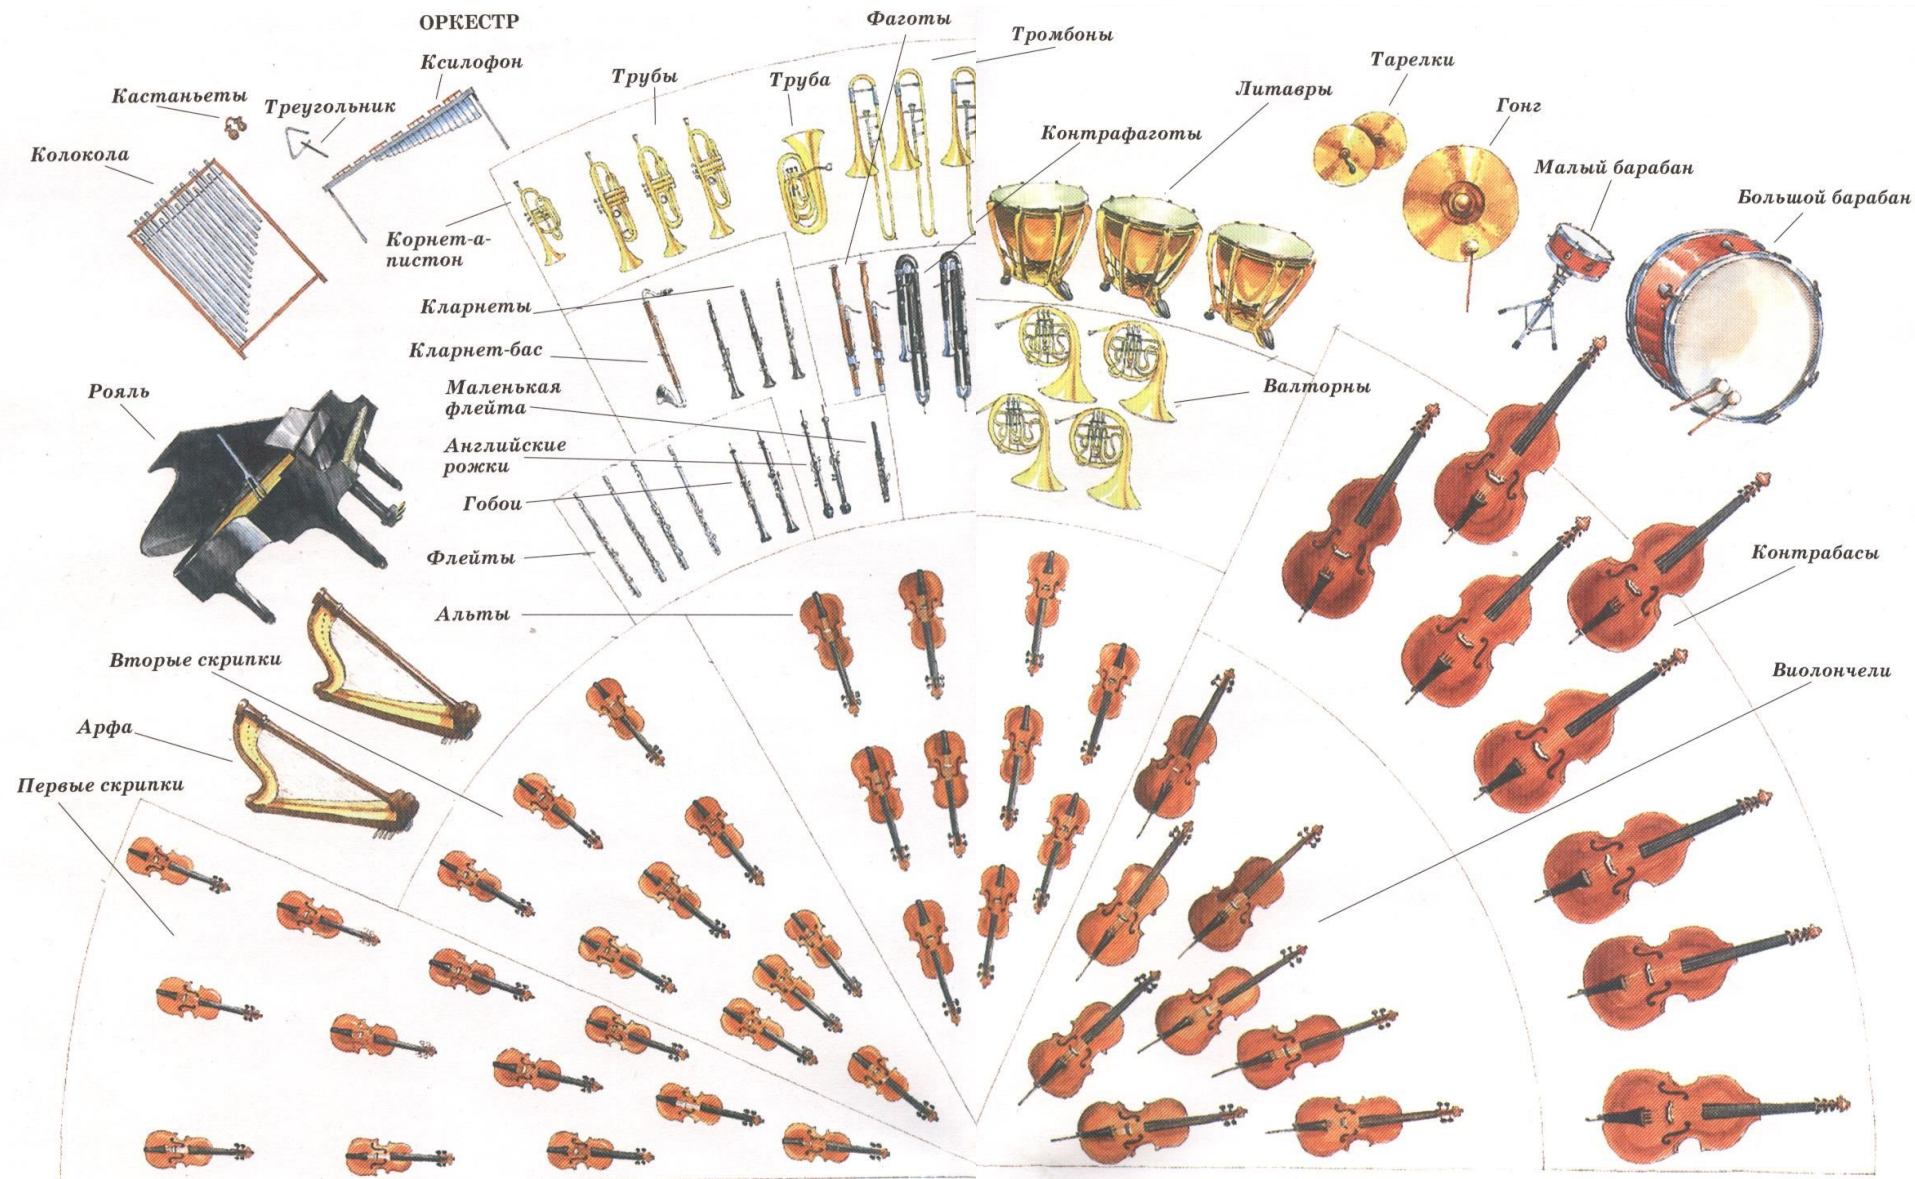 ОРКЕСТР
Фаготы
Тромбоны
Ксилофон
Трубы
Труба
Тарелки
Литавры
Гонг
Кастаньеты
Треугольник
Контрафаготы
Колокола
Малый барабан
Большой барабан
Корнет-а-
пистон
Кларнеты
Кларнет-бас
Маленькая
флейта
Валторны
Рояль
Английские
рожки
Гобои
Флейты
Контрабасы
Альты
Вторые скрипки
Виолончели
Арфа
Первые скрипки